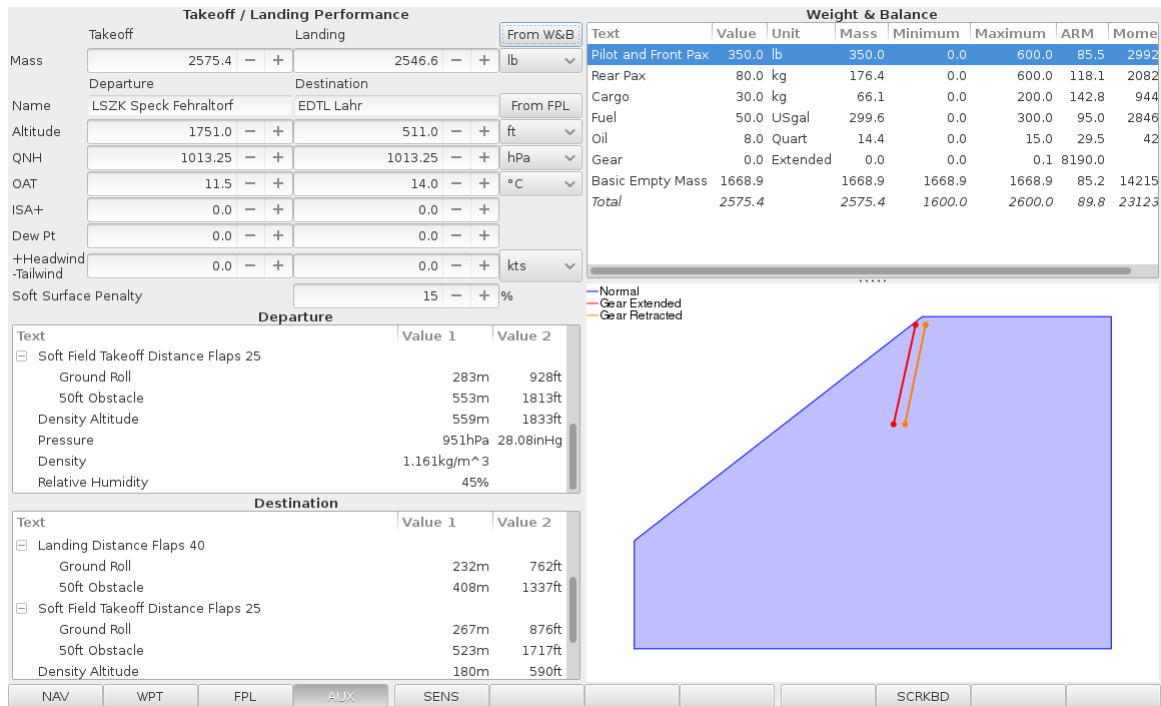 Takeoff / Landing Performance
Takeoff Landing From W&B
Mass 2575.4 − + 2546.6 − + lb
Departure Destination
Name LSZK Speck Fehraltorf EDTL Lahr From FPL
Altitude 1751.0 − + 511.0 − + ft
QNH 1013.25 − + 1013.25 − + hPa
OAT 11.5 − + 14.0 − + °C
ISA+ 0.0 − + 0.0 − +
Dew Pt 0.0 − + 0.0 − +
+Headwind
-Tailwind 0.0 − + 0.0 − + kts
Soft Surface Penalty 15 − + %
Departure
Text Value 1 Value 2
Soft Field Takeoff Distance Flaps 25
Ground Roll 283m 928ft
50ft Obstacle 553m 1813ft
Density Altitude 559m 1833ft
Pressure 951hPa 28.08inHg
Density 1.161kg/m^3
Relative Humidity 45%
Destination
Text Value 1 Value 2
Landing Distance Flaps 40
Ground Roll 232m 762ft
50ft Obstacle 408m 1337ft
Soft Field Takeoff Distance Flaps 25
Ground Roll 267m 876ft
50ft Obstacle 523m 1717ft
Density Altitude 180m 590ft
Weight & Balance
Text Value Unit Mass Minimum Maximum ARM Mome
Pilot and Front Pax 350.0 lb 350.0 0.0 600.0 85.5 2992
Rear Pax 80.0 kg 176.4 0.0 600.0 118.1 2082
Cargo 30.0 kg 66.1 0.0 200.0 142.8 944
Fuel 50.0 USgal 299.6 0.0 300.0 95.0 2846
Oil 8.0 Quart 14.4 0.0 15.0 29.5 42
Gear 0.0 Extended 0.0 0.0 0.1 8190.0
Basic Empty Mass 1668.9 1668.9 1668.9 1668.9 85.2 14215
Total 2575.4 2575.4 1600.0 2600.0 89.8 23123
Normal
Gear Extended
Gear Retracted
NAV WPT FPL AUX SENS SCRKBD